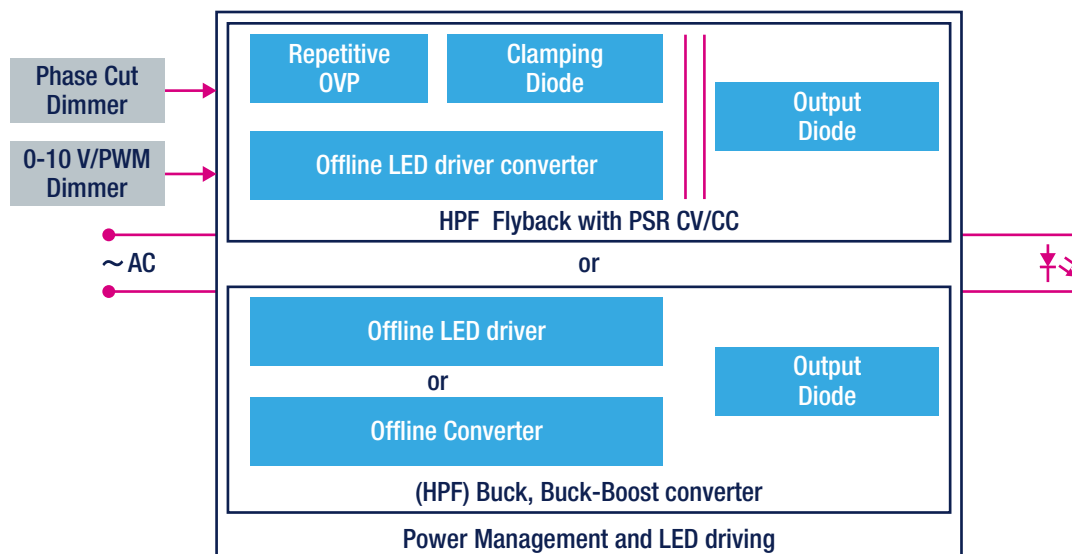 Phase Cut
Dimmer
0-10 V/PWM
Dimmer
~ AC
Repetitive
OVP
Clamping
Diode
Offline LED driver converter
Output
Diode
HPF Flyback with PSR CV/CC
or
Offline LED driver
or
Offline Converter
Output
Diode
(HPF) Buck, Buck-Boost converter
Power Management and LED driving